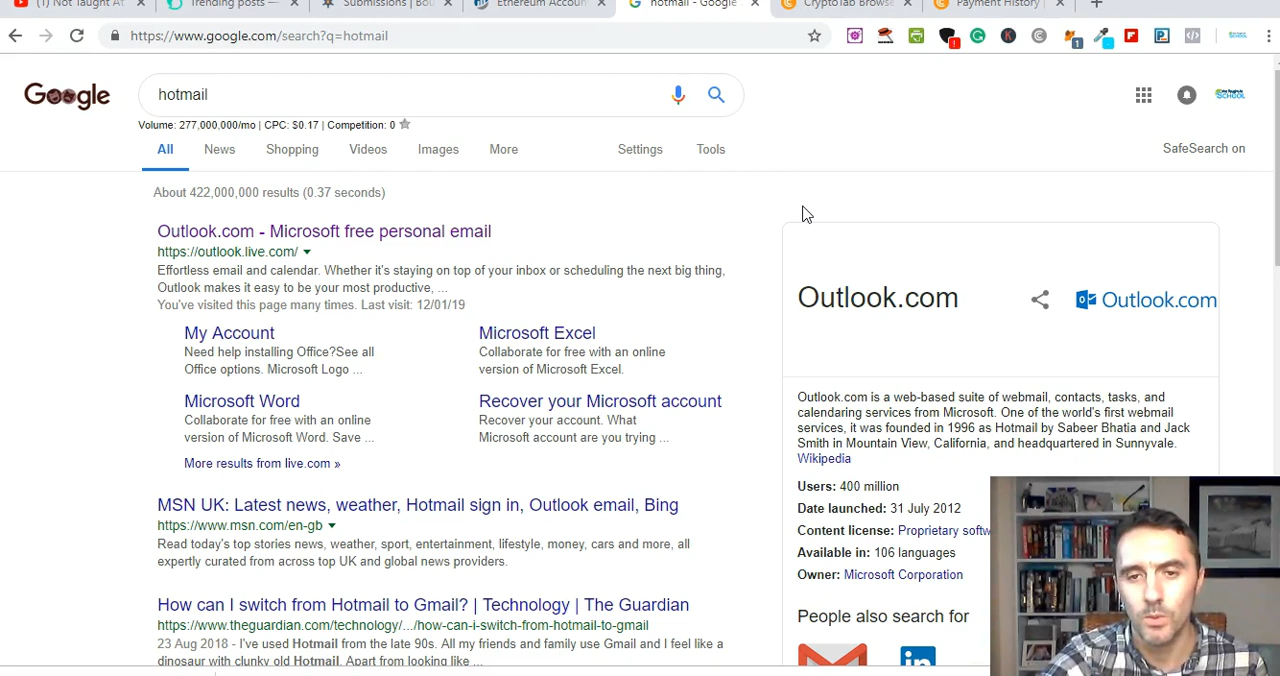 (1) Not Taught At
Trending posts –
Submissions | Bou
Ethereum Accoun
hotmail - Google
CryptoTab Browse
Payment History |
https://www.google.com/search?q=hotmail
Google
hotmail
Volume: 277,000,000/mo | CPC: $0.17 | Competition: 0
All
News
Shopping
Videos
Images
More
Settings
Tools
SafeSearch on
About 422,000,000 results (0.37 seconds)
Outlook.com - Microsoft free personal email
https://outlook.live.com/
Effortless email and calendar. Whether it's staying on top of your inbox or scheduling the next big thing,
Outlook makes it easy to be your most productive, ...
You've visited this page many times. Last visit: 12/01/19
My Account
Need help installing Office?See all
Office options. Microsoft Logo ...
Microsoft Excel
Collaborate for free with an online
version of Microsoft Excel.
Microsoft Word
Collaborate for free with an online
version of Microsoft Word. Save ...
Recover your Microsoft account
Recover your account. What
Microsoft account are you trying ...
More results from live.com »
MSN UK: Latest news, weather, Hotmail sign in, Outlook email, Bing
https://www.msn.com/en-gb
Read today's top stories news, weather, sport, entertainment, lifestyle, money, cars and more, all
expertly curated from across top UK and global news providers.
How can I switch from Hotmail to Gmail? | Technology | The Guardian
https://www.theguardian.com/technology/.../how-can-i-switch-from-hotmail-to-gmail
23 Aug 2018 - I've used Hotmail from the late 90s. All my friends and family use Gmail and I feel like a
dinosaur with clunky old Hotmail. Apart from looking like ...
Outlook.com
Outlook.com
Outlook.com is a web-based suite of webmail, contacts, tasks, and
calendaring services from Microsoft. One of the world's first webmail
services, it was founded in 1996 as Hotmail by Sabeer Bhatia and Jack
Smith in Mountain View, California, and headquartered in Sunnyvale.
Wikipedia
Users: 400 million
Date launched: 31 July 2012
Content license: Proprietary softw
Available in: 106 languages
Owner: Microsoft Corporation
People also search for